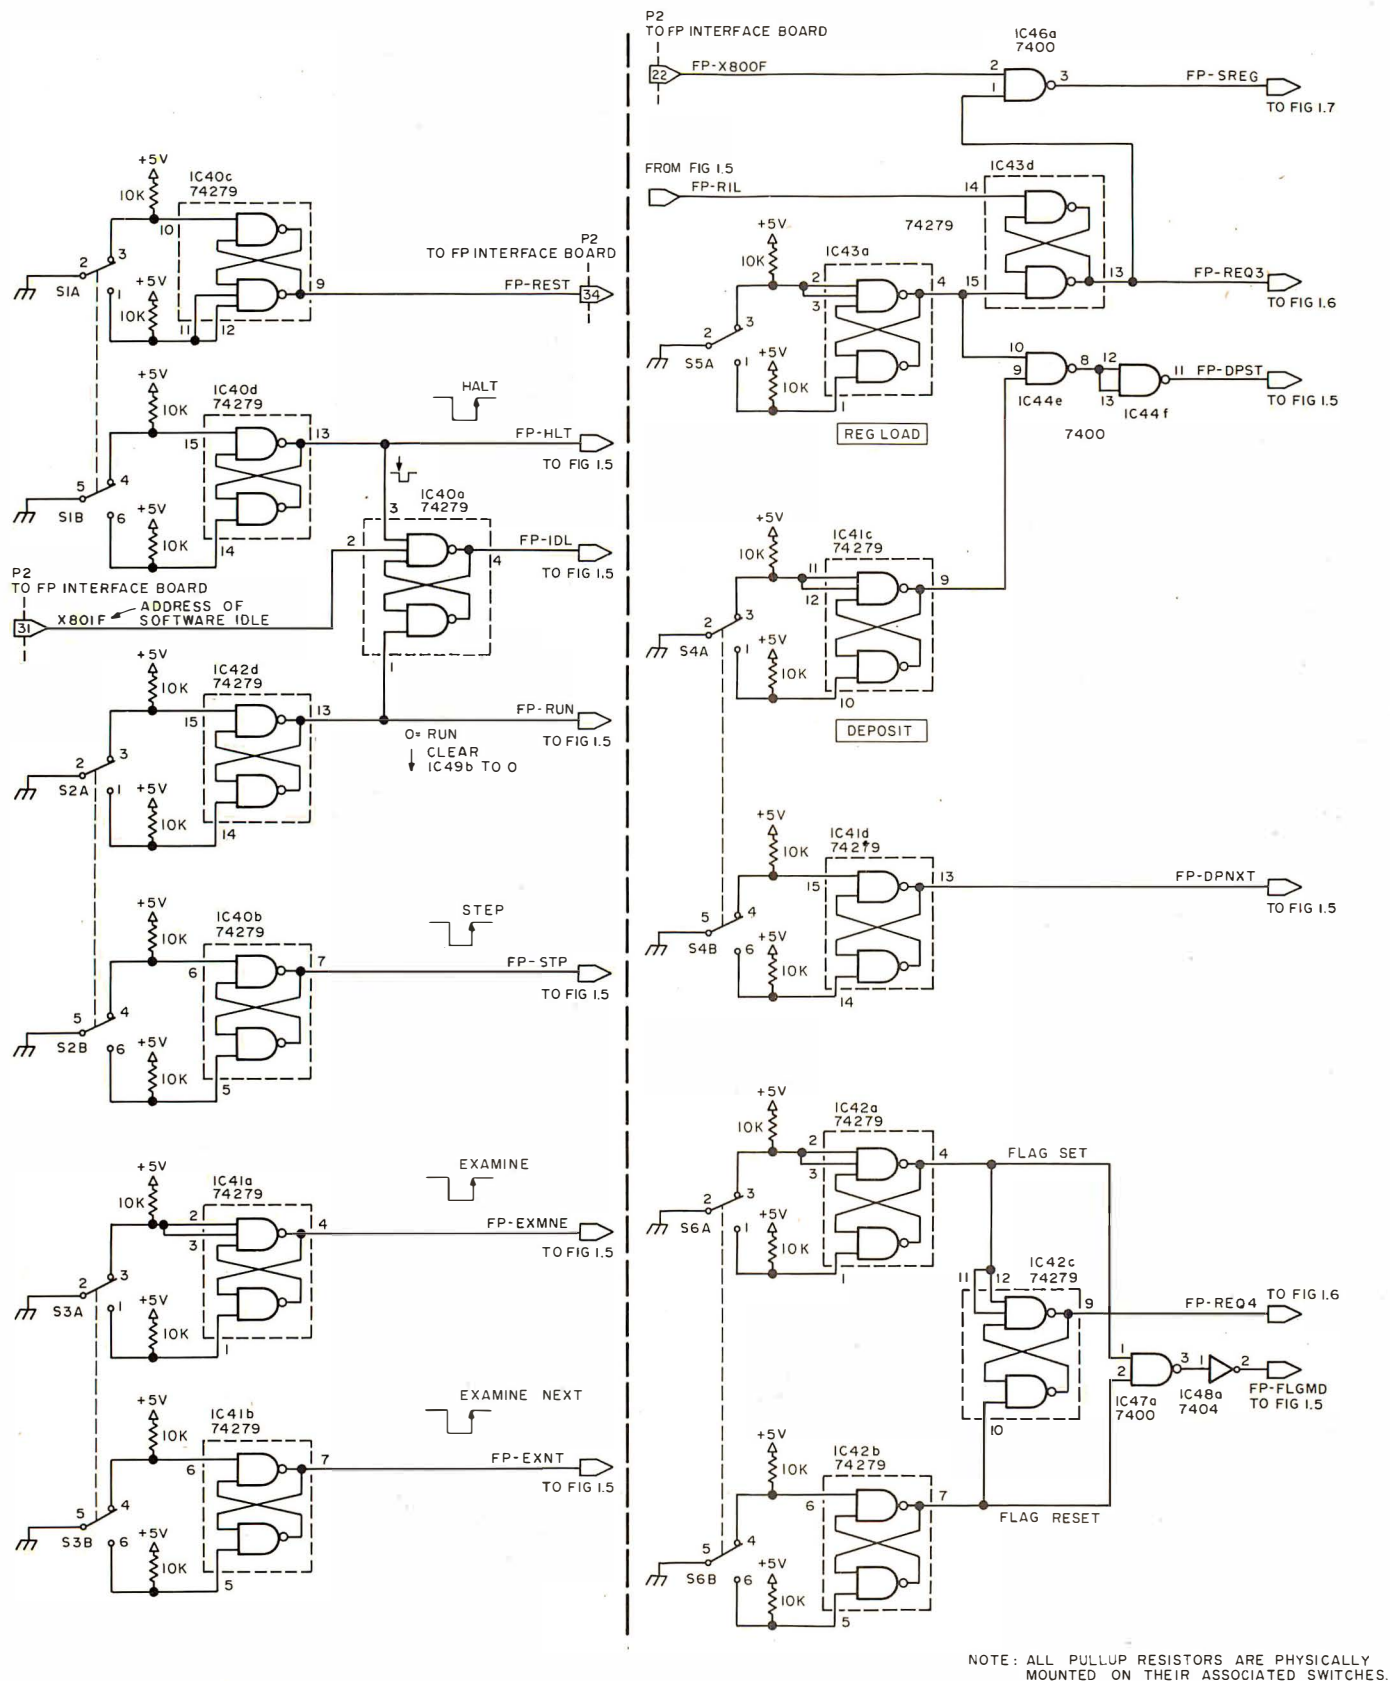 +5V
10K
IC40c
74279
10
2
3
S1A
1
+5V
10K
11
12
9
FP-REST
P2
TO FP INTERFACE BOARD
34
+5V
10K
IC40d
74279
15
13
HALT
FP-HLT
TO FIG 1.5
5
4
S1B
6
+5V
10K
14
IC40a
74279
3
2
4
1
FP-IDL
TO FIG 1.5
P2
TO FP INTERFACE BOARD
31
X801F
ADDRESS OF
SOFTWARE IDLE
+5V
10K
IC42d
74279
15
13
FP-RUN
TO FIG 1.5
0= RUN
CLEAR
IC49b TO 0
2
3
S2A
1
+5V
10K
14
+5V
10K
IC40b
74279
6
7
STEP
FP-STP
TO FIG 1.5
5
4
S2B
6
+5V
10K
5
+5V
10K
IC41a
74279
2
3
4
EXAMINE
FP-EXMNE
TO FIG 1.5
2
3
S3A
1
+5V
10K
1
+5V
10K
IC41b
74279
6
7
EXAMINE NEXT
FP-EXNT
TO FIG 1.5
5
4
S3B
6
+5V
10K
5
P2
TO FP INTERFACE BOARD
22
FP-X800F
IC46a
7400
2
1
3
FP-SREG
TO FIG 1.7
FROM FIG 1.5
FP-RIL
14
IC43d
74279
15
13
FP-REQ3
TO FIG 1.6
+5V
10K
IC43a
2
3
4
2
3
S5A
1
+5V
10K
1
REG LOAD
10
9
8
IC44e
12
13
11
IC44f
7400
FP-DPST
TO FIG 1.5
+5V
10K
IC41c
74279
11
12
9
2
3
S4A
1
+5V
10K
10
DEPOSIT
+5V
10K
IC41d
74279
15
13
FP-DPNXT
TO FIG 1.5
5
4
S4B
6
+5V
10K
14
+5V
10K
IC42a
74279
2
3
4
FLAG SET
2
3
S6A
1
+5V
10K
1
11
12
IC42c
74279
9
10
FP-REQ4
TO FIG 1.6
1
2
3
IC47a
7400
1
2
IC48a
7404
FP-FLGMD
TO FIG 1.5
+5V
10K
IC42b
74279
6
7
FLAG RESET
5
4
S6B
6
+5V
10K
5
NOTE: ALL PULLUP RESISTORS ARE PHYSICALLY
MOUNTED ON THEIR ASSOCIATED SWITCHES.